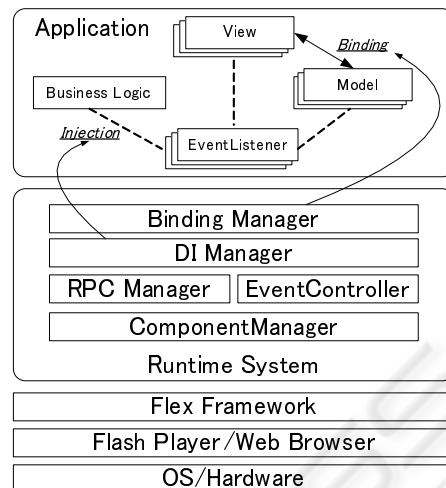 Application
View
Binding
Business Logic
Model
Injection
EventListener
Binding Manager
DI Manager
RPC Manager
EventController
ComponentManager
Runtime System
Flex Framework
Flash Player/Web Browser
OS/Hardware